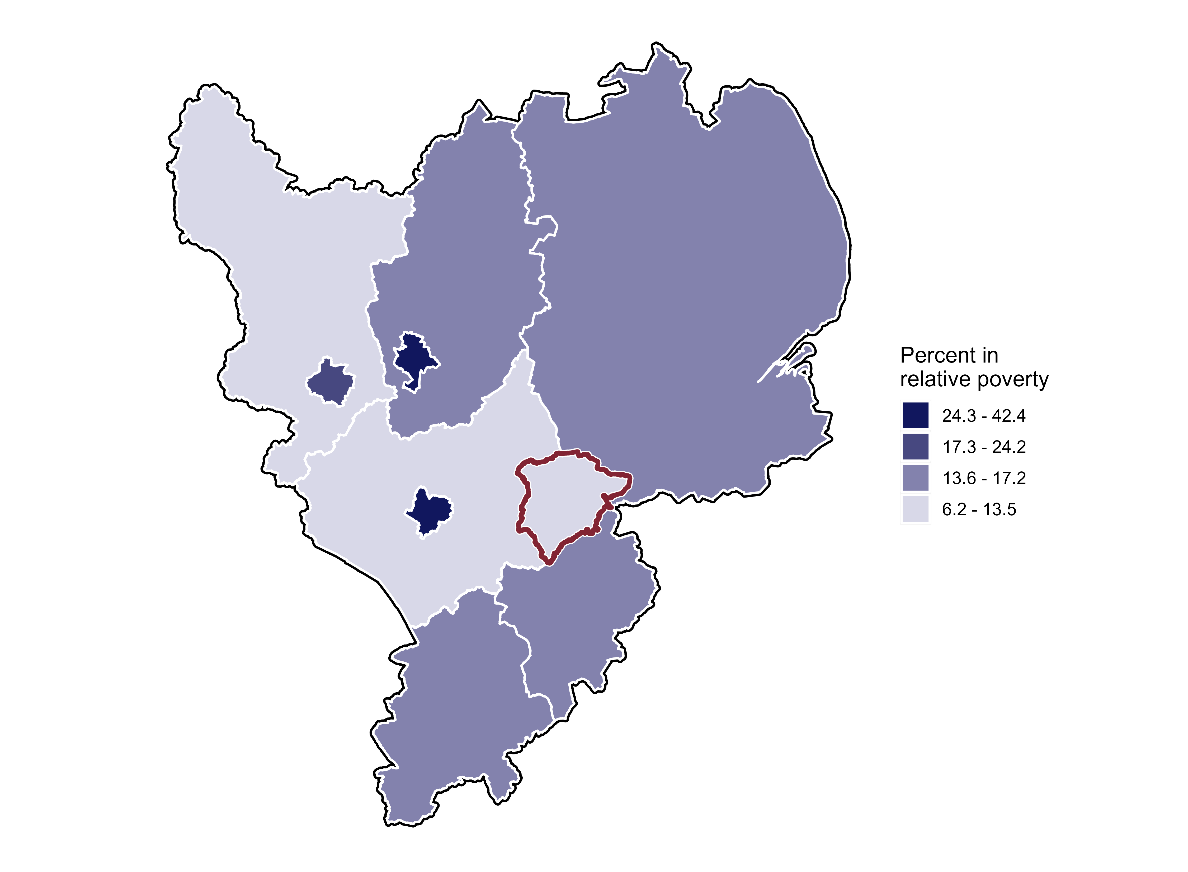 Percent in
relative poverty
24.3 - 42.4
17.3 - 24.2
13.6 - 17.2
6.2 - 13.5